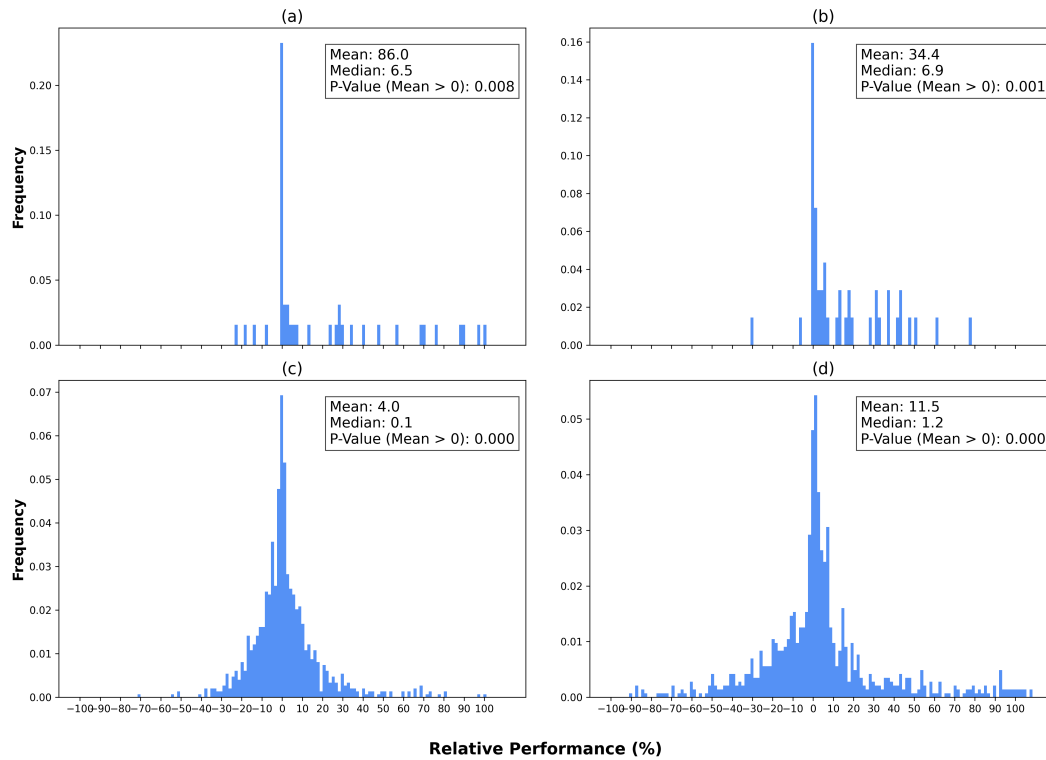 (a)
Mean: 86.0
Median: 6.5
P-Value (Mean > 0): 0.008
0.20
0.15
0.10
0.05
0.00
Frequency
(b)
Mean: 34.4
Median: 6.9
P-Value (Mean > 0): 0.001
0.16
0.14
0.12
0.10
0.08
0.06
0.04
0.02
0.00
(c)
Mean: 4.0
Median: 0.1
P-Value (Mean > 0): 0.000
0.07
0.06
0.05
0.04
0.03
0.02
0.01
0.00
Frequency
−100 −90 −80 −70 −60 −50 −40 −30 −20 −10 0 10 20 30 40 50 60 70 80 90 100
(d)
Mean: 11.5
Median: 1.2
P-Value (Mean > 0): 0.000
0.05
0.04
0.03
0.02
0.01
0.00
−100 −90 −80 −70 −60 −50 −40 −30 −20 −10 0 10 20 30 40 50 60 70 80 90 100
Relative Performance (%)